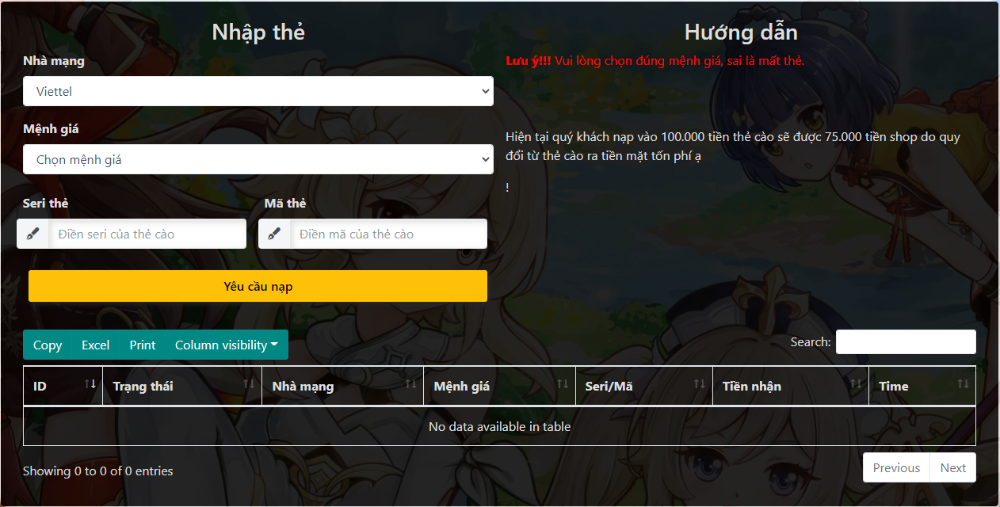 Nhập thẻ
Nhà mạng
Viettel
Mệnh giá
Chọn mệnh giá
Seri thẻ
Mã thẻ
Điền seri của thẻ cào
Điền mã của thẻ cào
Yêu cầu nạp
Hướng dẫn
Lưu ý!!! Vui lòng chọn đúng mệnh giá, sai là mất thẻ.
Hiện tại quý khách nạp vào 100.000 tiền thẻ cào sẽ được 75.000 tiền shop do quy
đổi từ thẻ cào ra tiền mặt tốn phí ạ
!
Copy Excel Print Column visibility
Search:
ID Trạng thái Nhà mạng Mệnh giá Seri/Mã Tiền nhận Time
No data available in table
Showing 0 to 0 of 0 entries
Previous Next